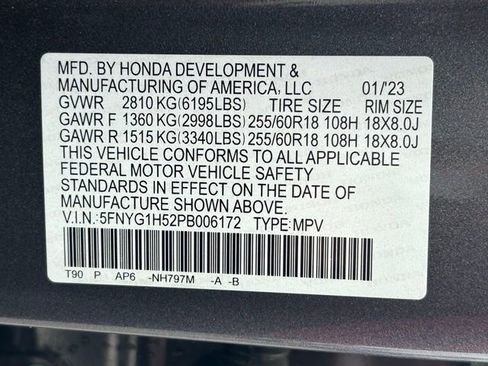 MFD. BY HONDA DEVELOPMENT &
MANUFACTURING OF AMERICA, LLC 01/'23
GVWR 2810 KG(6195LBS) TIRE SIZE RIM SIZE
GAWR F 1360 KG(2998LBS) 255/60R18 108H 18X8.0J
GAWR R 1515 KG(3340LBS) 255/60R18 108H 18X8.0J
THIS VEHICLE CONFORMS TO ALL APPLICABLE
FEDERAL MOTOR VEHICLE SAFETY
STANDARDS IN EFFECT ON THE DATE OF
MANUFACTURE SHOWN ABOVE.
V.I.N.: 5FNYG1H52PB006172 TYPE: MPV
T90 P AP6 -NH797M -A -B